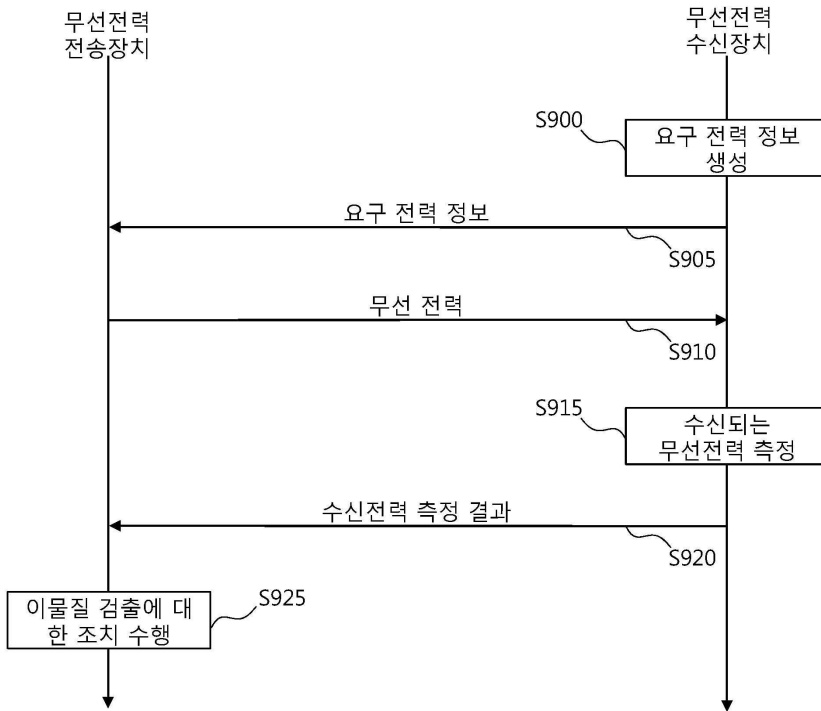 무선전력
전송장치
무선전력
수신장치
S900
요구 전력 정보
생성
요구 전력 정보
S905
무선 전력
S910
S915
수신되는
무선전력 측정
수신전력 측정 결과
S920
이물질 검출에 대
한 조치 수행
S925